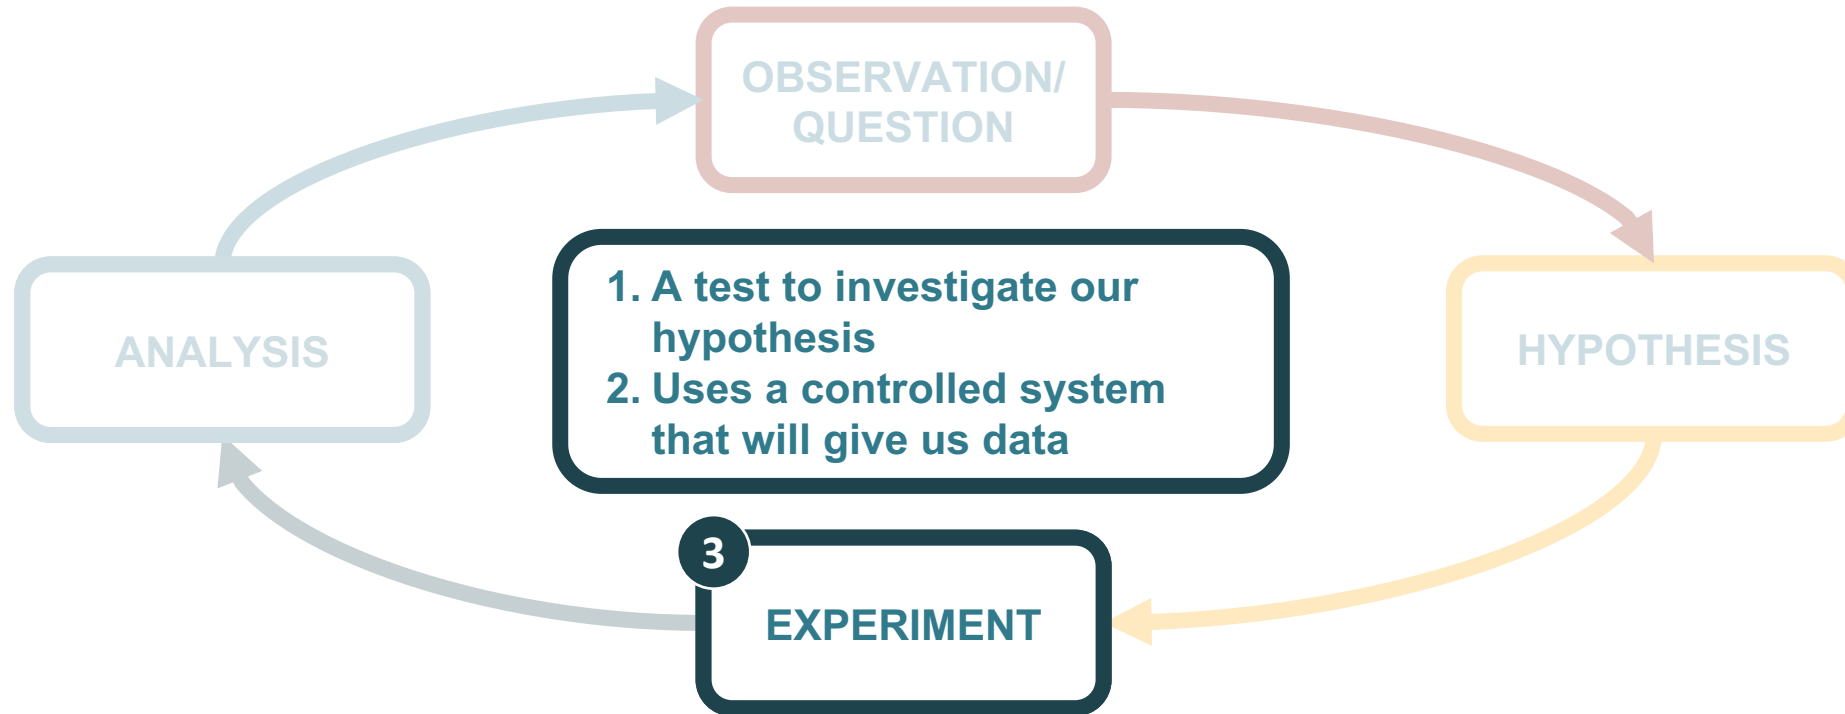 OBSERVATION/
QUESTION
ANALYSIS
1. A test to investigate our
hypothesis
2. Uses a controlled system
that will give us data
HYPOTHESIS
3
EXPERIMENT